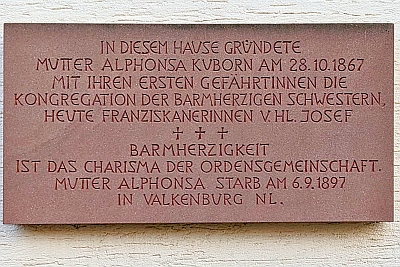 IN DIESEM HAUSE GRÜNDETE
MUTTER ALPHONSA KUBORN AM 28.10.1867
MIT IHREN ERSTEN GEFÄHRTINNEN DIE
KONGREGATION DER BARMHERZIGEN SCHWESTERN,
HEUTE FRANZISKANERINNEN V. HL. JOSEF
✝ ✝ ✝
BARMHERZIGKEIT
IST DAS CHARISMA DER ORDENSGEMEINSCHAFT.
MUTTER ALPHONSA STARB AM 6.9.1897
IN VALKENBURG NL.